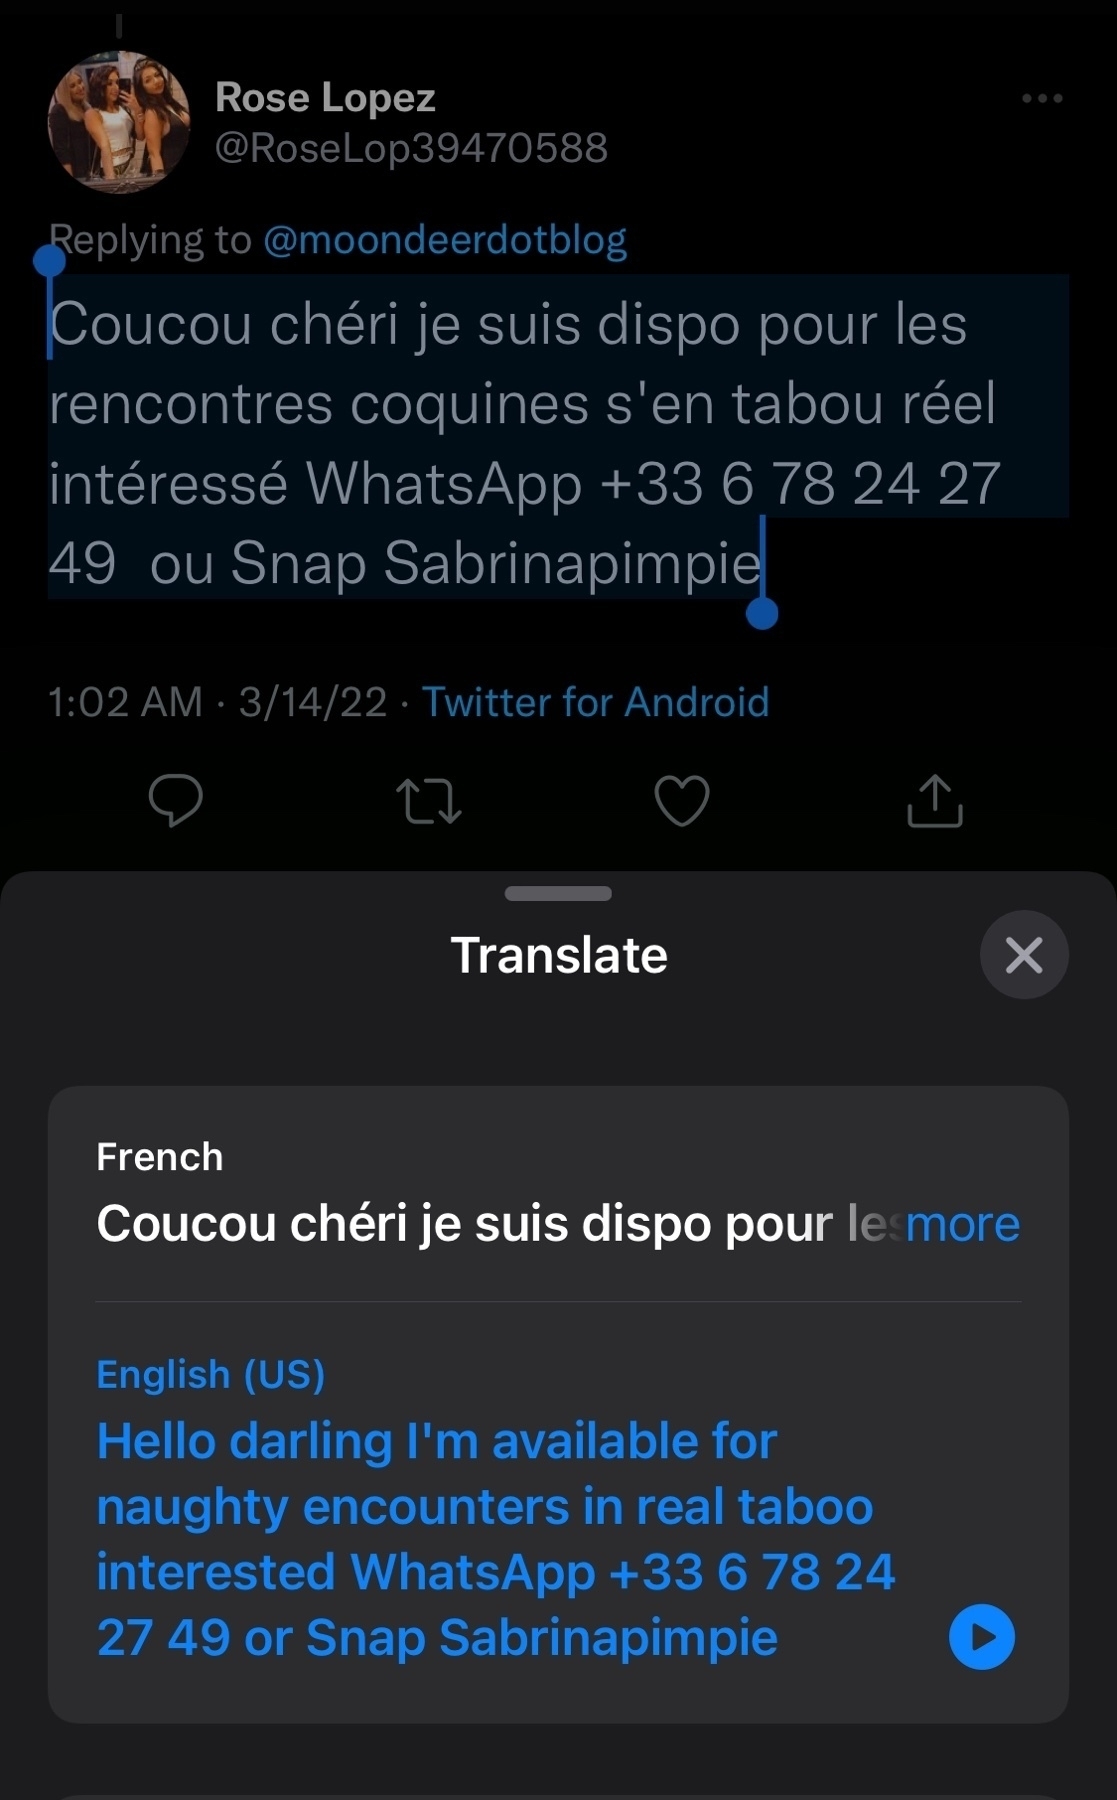 Rose Lopez
@RoseLop39470588
Replying to @moondeerdotblog
Coucou chéri je suis dispo pour les
rencontres coquines s'en tabou réel
intéressé WhatsApp +33 6 78 24 27
49  ou Snap Sabrinapimpie
1:02 AM · 3/14/22 · Twitter for Android
Translate
French
Coucou chéri je suis dispo pour les more
English (US)
Hello darling I'm available for
naughty encounters in real taboo
interested WhatsApp +33 6 78 24
27 49 or Snap Sabrinapimpie